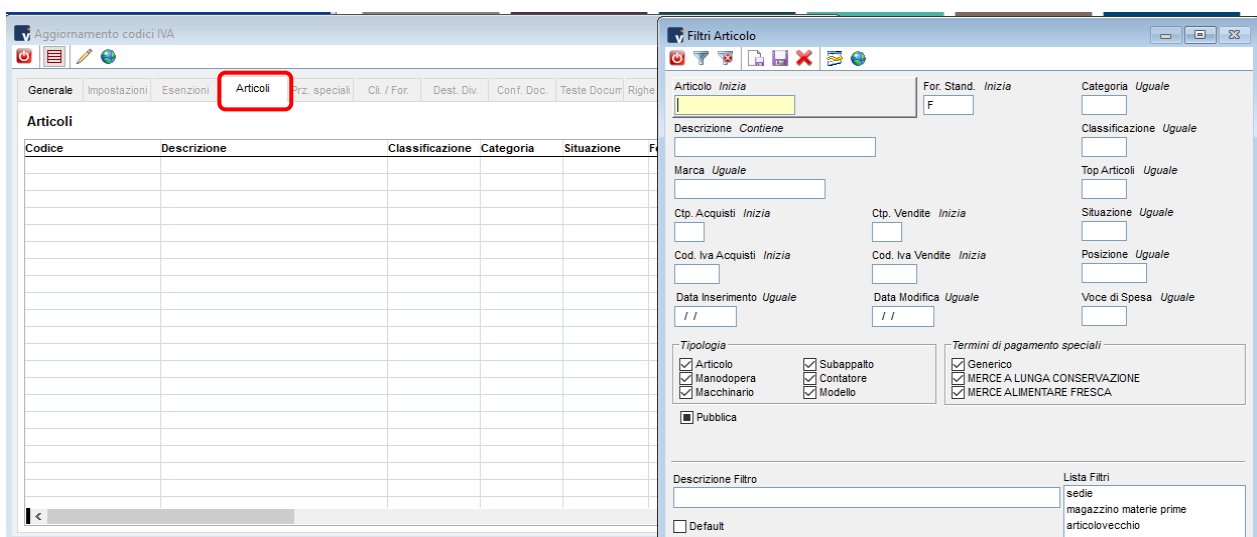 Aggiornamento codici IVA
Generale Impostazioni Esenzioni Articoli Prz. speciali Cli. / For. Dest. Div. Conf. Doc. Teste Docum Righe
Articoli
Codice Descrizione Classificazione Categoria Situazione
Filtri Articolo
Articolo Inizia For. Stand. Inizia Categoria Uguale
F
Descrizione Contiene Classificazione Uguale
Marca Uguale Top Articoli Uguale
Ctp. Acquisti Inizia Ctp. Vendite Inizia Situazione Uguale
Cod. Iva Acquisti Inizia Cod. Iva Vendite Inizia Posizione Uguale
Data Inserimento Uguale Data Modifica Uguale Voce di Spesa Uguale
/ / / /
Tipologia Termini di pagamento speciali
Articolo Subappalto Generico
Manodopera Contatore MERCE A LUNGA CONSERVAZIONE
Macchinario Modello MERCE ALIMENTARE FRESCA
Pubblica
Descrizione Filtro Lista Filtri
sedie
magazzino materie prime
Default articolovecchio